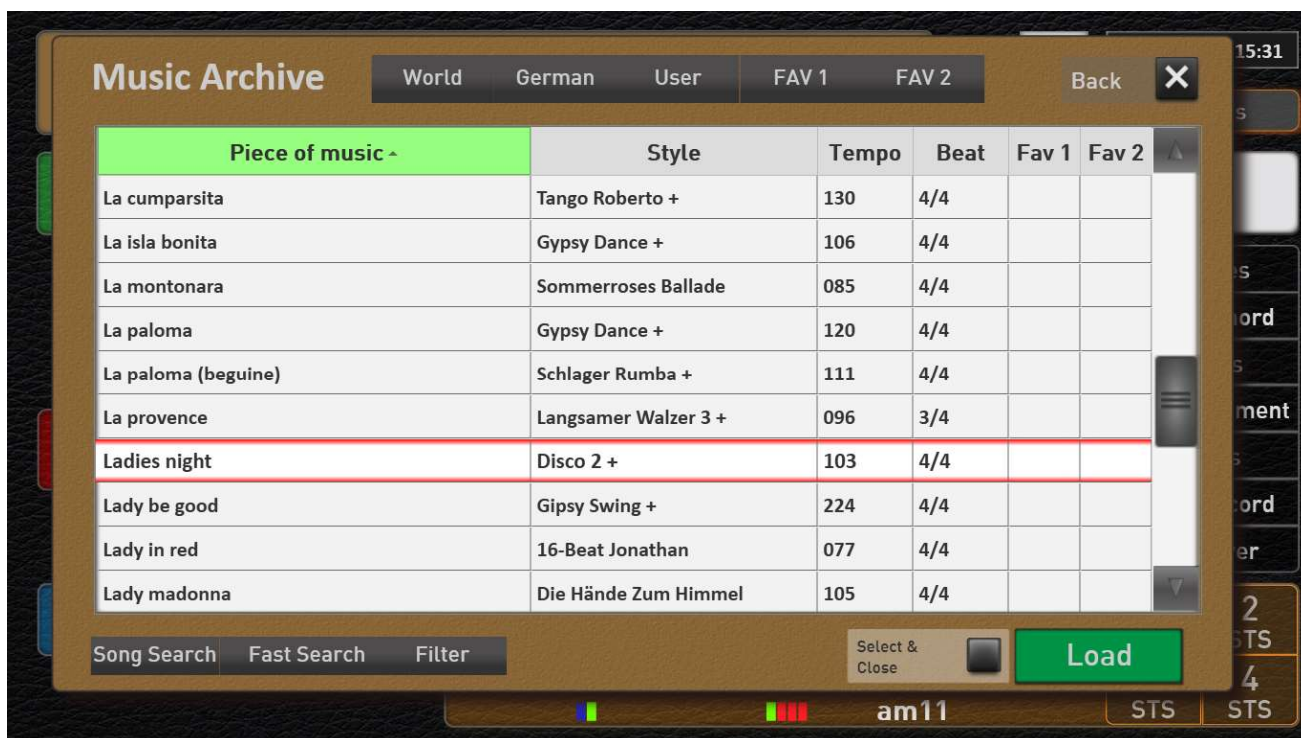 Music Archive World German User FAV 1 FAV 2 Back 15:31
Piece of music Style Tempo Beat Fav 1 Fav 2
La cumparsita Tango Roberto + 130 4/4
La isla bonita Gypsy Dance + 106 4/4
La montonara Sommerroses Ballade 085 4/4
La paloma Gypsy Dance + 120 4/4
La paloma (beguine) Schlager Rumba + 111 4/4
La provence Langsamer Walzer 3 + 096 3/4
Ladies night Disco 2 + 103 4/4
Lady be good Gipsy Swing + 224 4/4
Lady in red 16-Beat Jonathan 077 4/4
Lady madonna Die Hände Zum Himmel 105 4/4
Song Search Fast Search Filter Select & Close Load
2
STS
4
am11 STS STS